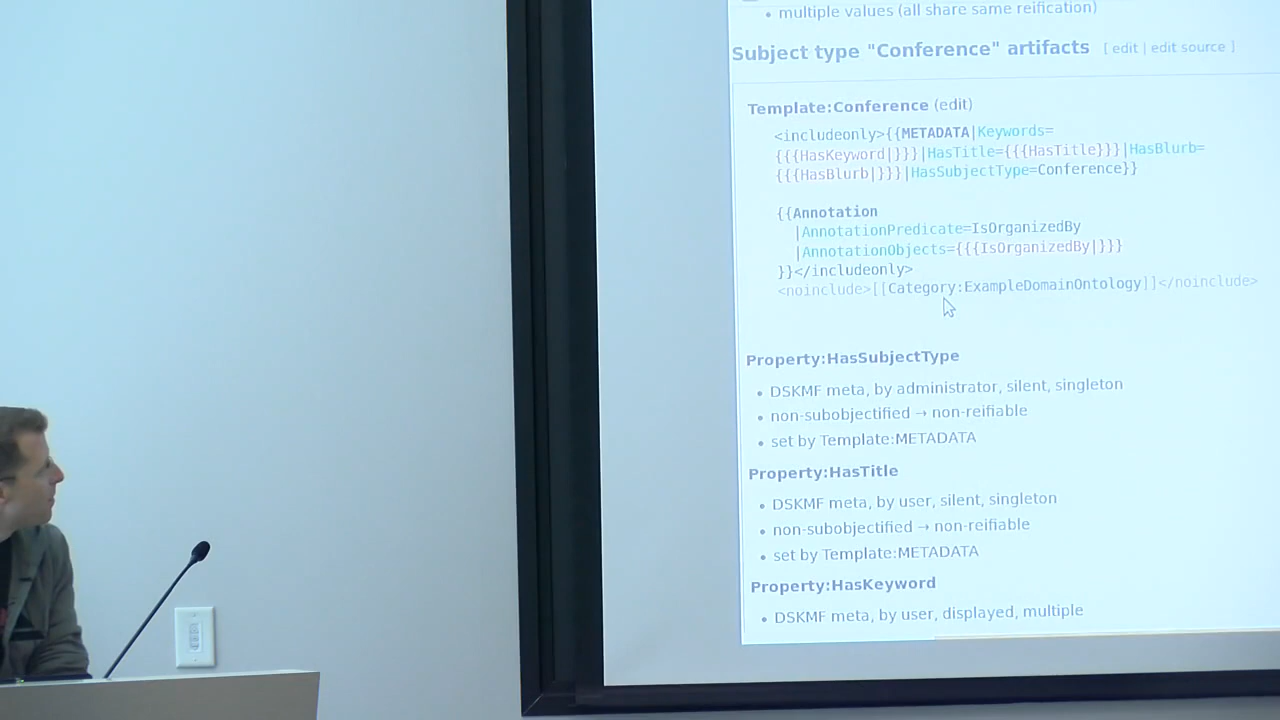 • multiple values (all share same reification)
Subject type "Conference" artifacts [ edit | edit source ]
Template:Conference (edit)
<includeonly>{{METADATA|Keywords=
{{{HasKeyword|}}}|HasTitle={{{HasTitle}}}|HasBlurb=
{{{HasBlurb|}}}|HasSubjectType=Conference}}
{{Annotation
|AnnotationPredicate=IsOrganizedBy
|AnnotationObjects={{{IsOrganizedBy|}}}
}}</includeonly>
<noinclude>[[Category:ExampleDomainOntology]]</noinclude>
Property:HasSubjectType
• DSKMF meta, by administrator, silent, singleton
• non-subobjectified → non-reifiable
• set by Template:METADATA
Property:HasTitle
• DSKMF meta, by user, silent, singleton
• non-subobjectified → non-reifiable
• set by Template:METADATA
Property:HasKeyword
• DSKMF meta, by user, displayed, multiple